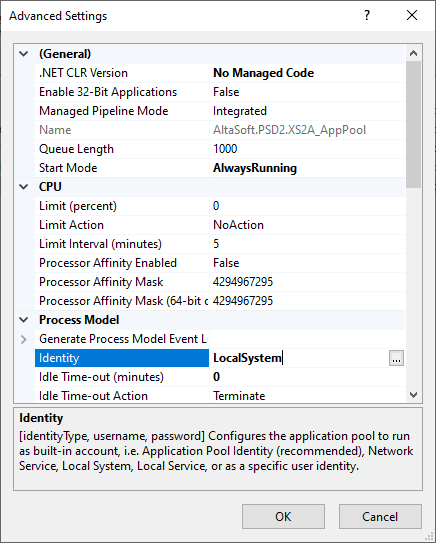 Advanced Settings
(General)
.NET CLR Version No Managed Code
Enable 32-Bit Applications False
Managed Pipeline Mode Integrated
Name AltaSoft.PSD2.XS2A_AppPool
Queue Length 1000
Start Mode AlwaysRunning
CPU
Limit (percent) 0
Limit Action NoAction
Limit Interval (minutes) 5
Processor Affinity Enabled False
Processor Affinity Mask 4294967295
Processor Affinity Mask (64-bit c 4294967295
Process Model
Generate Process Model Event L
Identity LocalSystem ...
Idle Time-out (minutes) 0
Idle Time-out Action Terminate
Identity
[identityType, username, password] Configures the application pool to run
as built-in account, i.e. Application Pool Identity (recommended), Network
Service, Local System, Local Service, or as a specific user identity.
OK Cancel